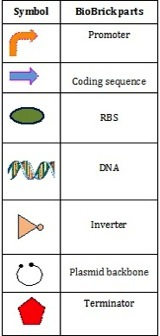 Symbol BioBrick parts
Promoter
Coding sequence
RBS
DNA
Inverter
Plasmid backbone
Terminator